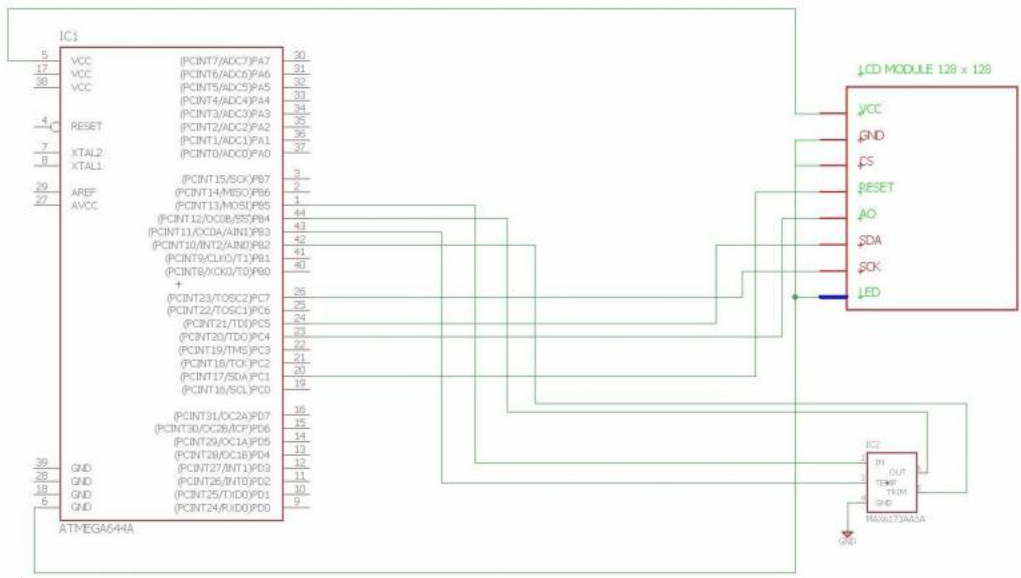 IC1
5 VCC
17 VCC
38 VCC
4 RESET
7 XTAL2
8 XTAL1
29 AREF
27 AVCC
39 GND
28 GND
18 GND
6 GND
(PCINT7/ADC7)PA7 30
(PCINT6/ADC6)PA6 31
(PCINT5/ADC5)PA5 32
(PCINT4/ADC4)PA4 33
(PCINT3/ADC3)PA3 34
(PCINT2/ADC2)PA2 35
(PCINT1/ADC1)PA1 36
(PCINT0/ADC0)PA0 37
(PCINT15/SCK)PB7 3
(PCINT14/MISO)PB6 2
(PCINT13/MOSI)PB5 1
(PCINT12/OC0B/SS)PB4 44
(PCINT11/OC0A/AIN1)PB3 43
(PCINT10/INT2/AIN0)PB2 42
(PCINT9/CLKO/T1)PB1 41
(PCINT8/XCK0/T0)PB0 40
(PCINT23/TOSC2)PC7 26
(PCINT22/TOSC1)PC6 25
(PCINT21/TDI)PC5 24
(PCINT20/TDO)PC4 23
(PCINT19/TMS)PC3 22
(PCINT18/TCK)PC2 21
(PCINT17/SDA)PC1 20
(PCINT16/SCL)PC0 19
(PCINT31/OC2A)PD7 16
(PCINT30/OC2B/ICP)PD6 15
(PCINT29/OC1A)PD5 14
(PCINT28/OC1B)PD4 13
(PCINT27/INT1)PD3 12
(PCINT26/INT0)PD2 11
(PCINT25/TXD0)PD1 10
(PCINT24/RXD0)PD0 9
ATMEGA644A
LCD MODULE 128 x 128
VCC
GND
CS
RESET
AO
SDA
SCK
LED
IC2
2 IN
OUT
TEMP
TRIM
GND
MAX6173AASA
GND